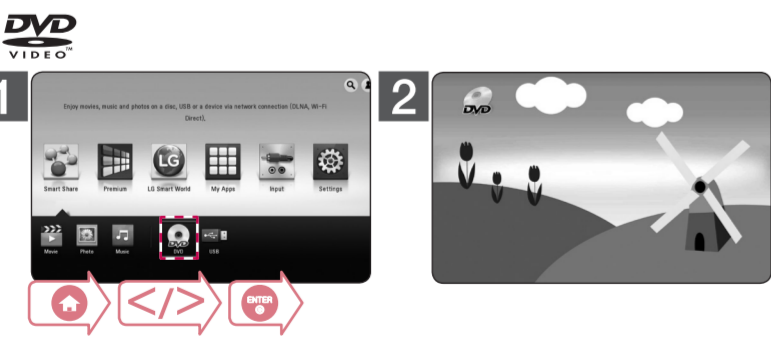 DVD
VIDEO™
1
Enjoy movies, music and photos on a disc, USB or a device via network connection (DLNA, Wi-Fi
Direct).
LG
Smart Share
Premium
LG Smart World
My Apps
Input
Settings
DVD
Movie
Photo
Music
DVD
USB
</>
ENTER
2
DVD